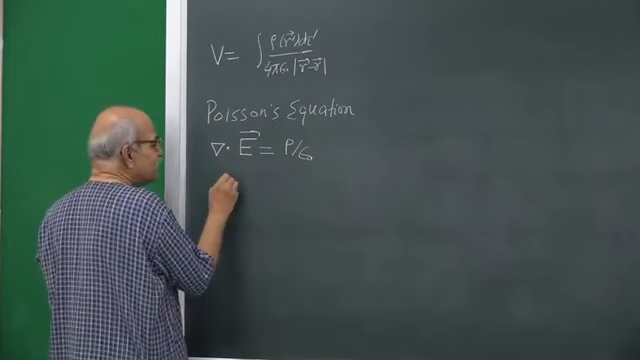 V = ∫ ρ(r⃗')dτ' / 4πε₀ |r⃗-r⃗'|
Poisson's Equation
∇· E⃗ = ρ/ε₀